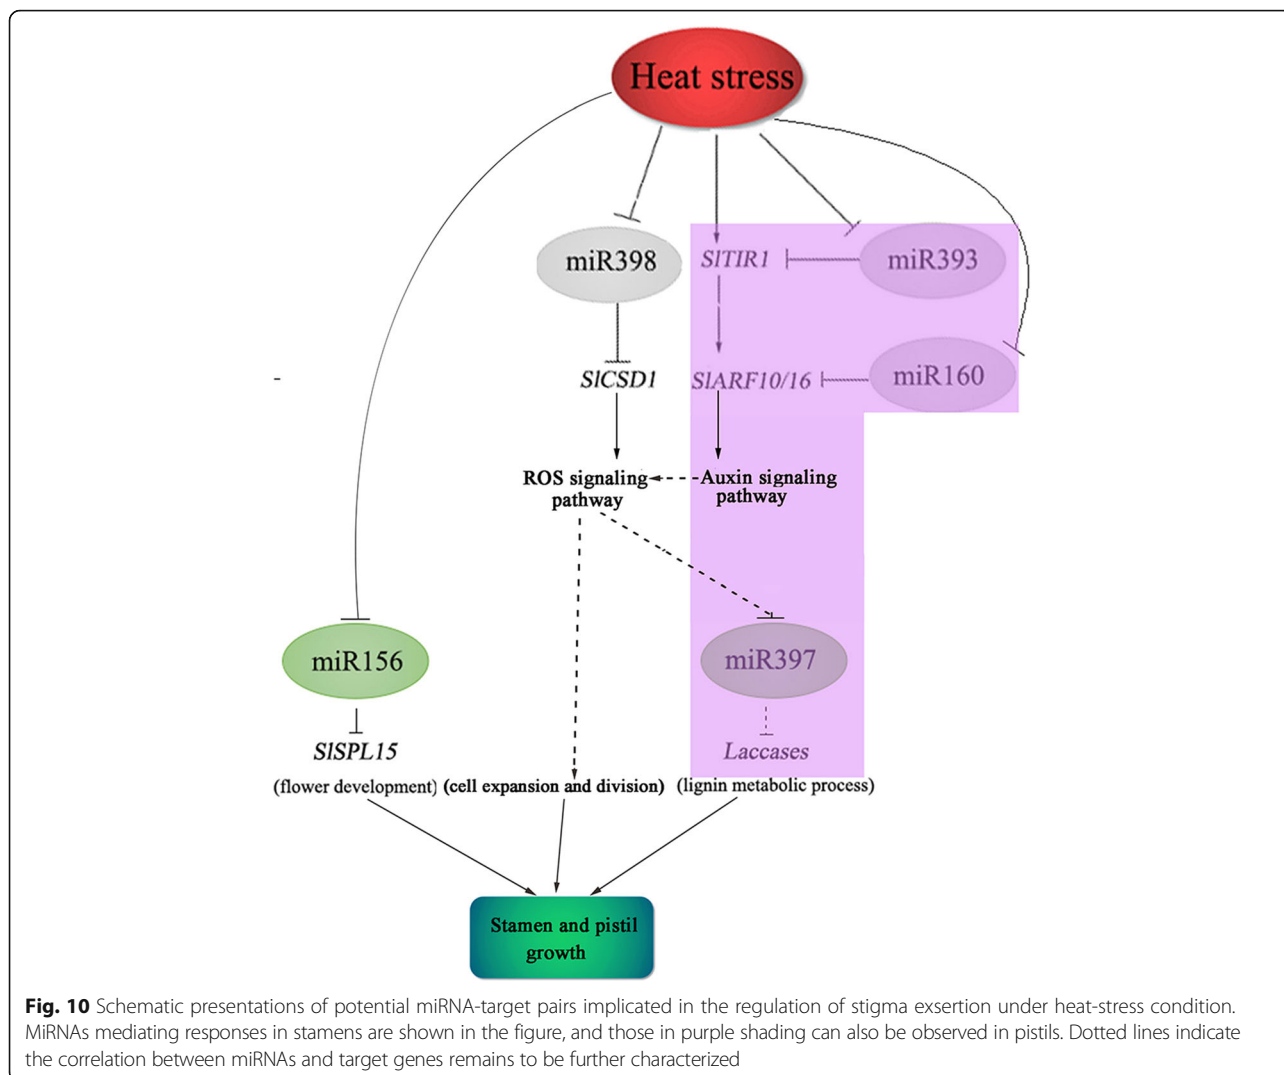 Heat stress
miR398
SlTIR1
miR393
-
SlCSD1
SlARF10/16
miR160
ROS signaling
pathway
Auxin signaling
pathway
miR156
miR397
SlSPL15
Laccases
(flower development) (cell expansion and division) (lignin metabolic process)
Stamen and pistil
growth
Fig. 10 Schematic presentations of potential miRNA-target pairs implicated in the regulation of stigma exsertion under heat-stress condition.
MiRNAs mediating responses in stamens are shown in the figure, and those in purple shading can also be observed in pistils. Dotted lines indicate
the correlation between miRNAs and target genes remains to be further characterized